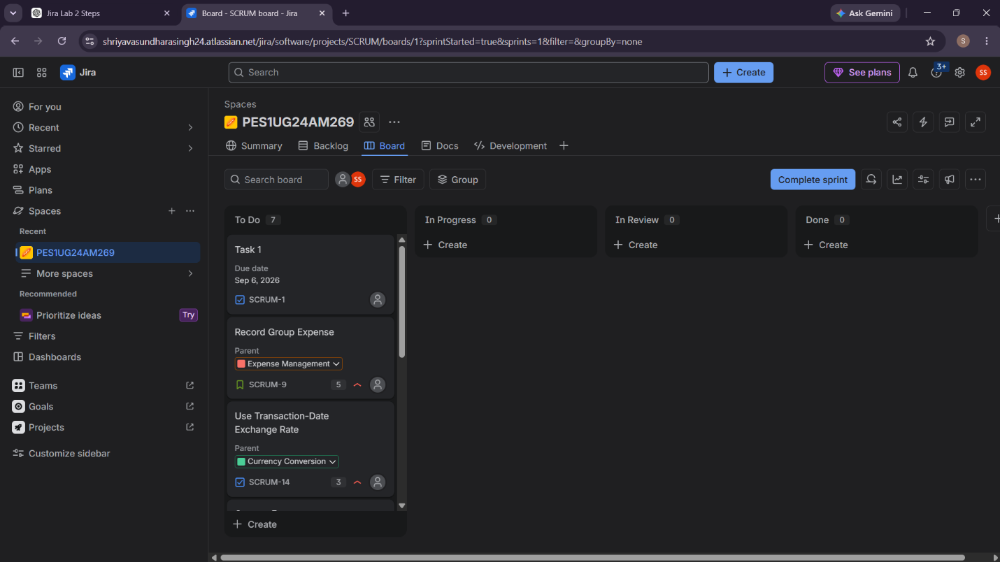 Jira Lab 2 Steps
Board - SCRUM board - Jira
Ask Gemini
shriyavasundharasingh24.atlassian.net/jira/software/projects/SCRUM/boards/1?sprintStarted=true&sprints=1&filter=&groupBy=none
S
Jira
Search
Create
See plans
3+
SS
For you
Recent
Starred
Apps
Plans
Spaces
Recent
PES1UG24AM269
More spaces
Recommended
Prioritize ideas
Try
Filters
Dashboards
Teams
Goals
Projects
Customize sidebar
Spaces
PES1UG24AM269
Summary
Backlog
Board
Docs
Development
Search board
SS
Filter
Group
Complete sprint
To Do 7
Task 1
Due date
Sep 6, 2026
SCRUM-1
Record Group Expense
Parent
Expense Management
SCRUM-9
5
Use Transaction-Date
Exchange Rate
Parent
Currency Conversion
SCRUM-14
3
Create
In Progress 0
Create
In Review 0
Create
Done 0
Create